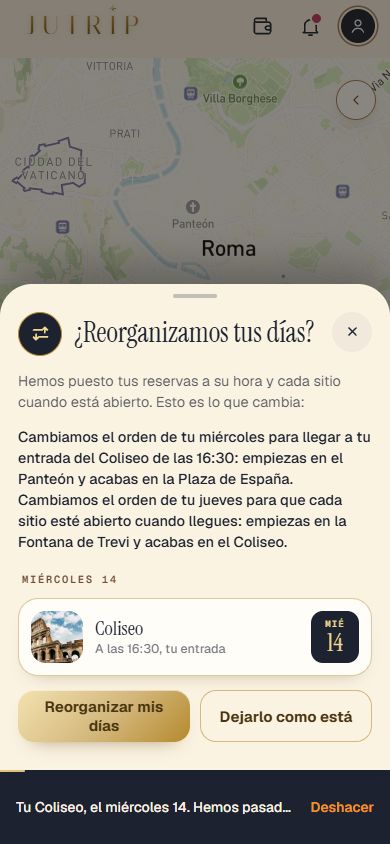 JUTRIP
VITTORIA
Villa Borghese
Via N
PRATI
CIUDAD DEL
VATICANO
Panteón
Roma
¿Reorganizamos tus días?
Hemos puesto tus reservas a su hora y cada sitio
cuando está abierto. Esto es lo que cambia:
Cambiamos el orden de tu miércoles para llegar a tu
entrada del Coliseo de las 16:30: empiezas en el
Panteón y acabas en la Plaza de España.
Cambiamos el orden de tu jueves para que cada
sitio esté abierto cuando llegues: empiezas en la
Fontana de Trevi y acabas en el Coliseo.
MIÉRCOLES 14
Coliseo
A las 16:30, tu entrada
MIÉ
14
Reorganizar mis
días
Dejarlo como está
Tu Coliseo, el miércoles 14. Hemos pasad...
Deshacer